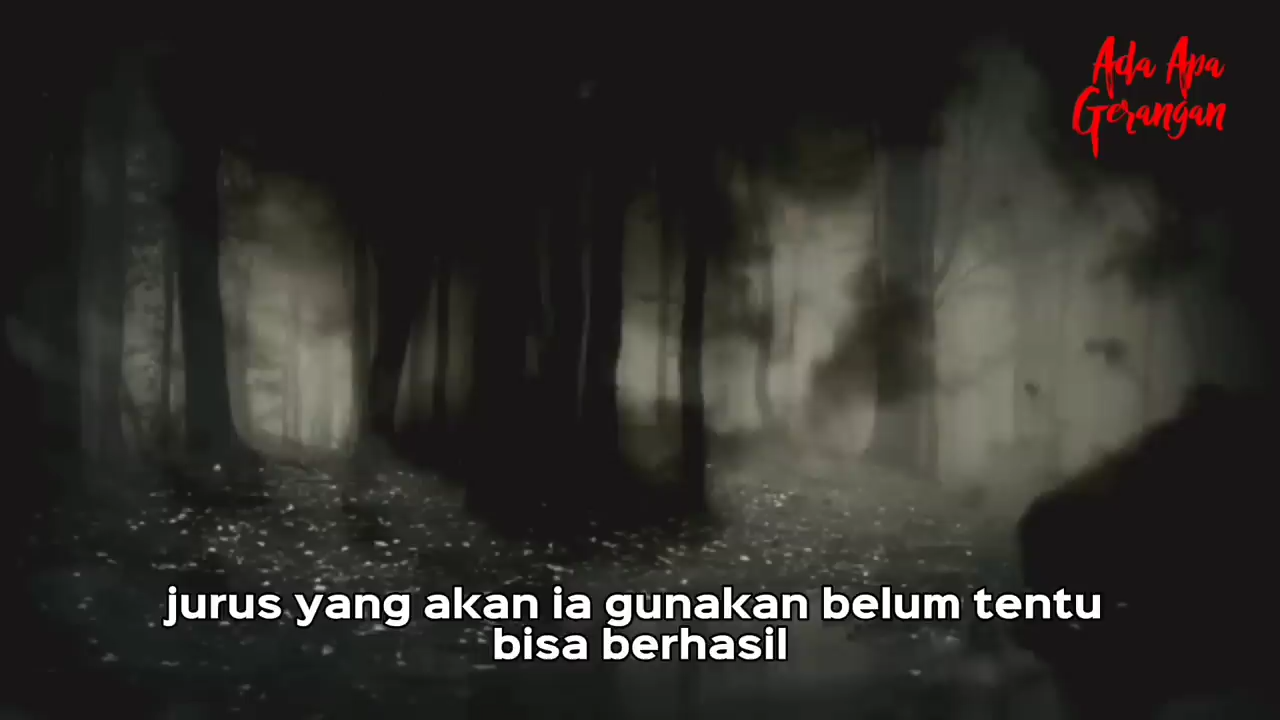 Ada Apa
Gerangan
jurus yang akan ia gunakan belum tentu
bisa berhasil